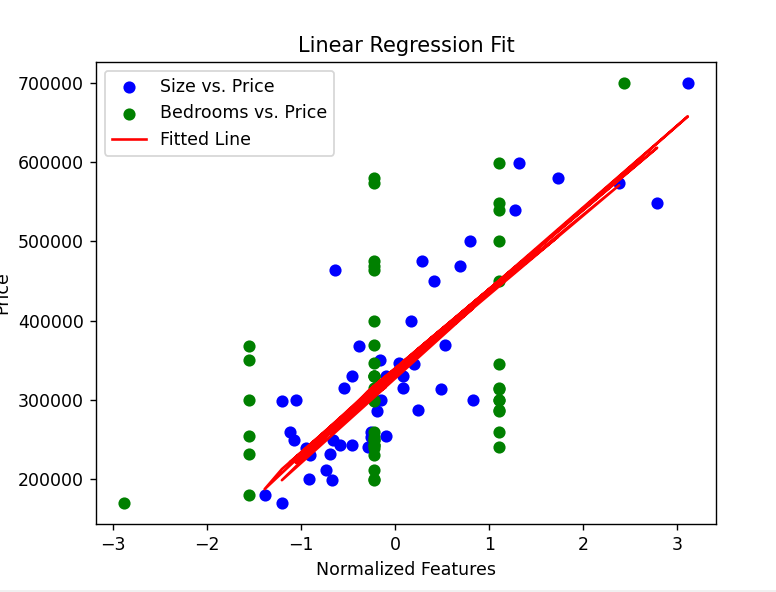 Linear Regression Fit
Size vs. Price
Bedrooms vs. Price
Fitted Line
Price
700000
600000
500000
400000
300000
200000
−3 −2 −1 0 1 2 3
Normalized Features